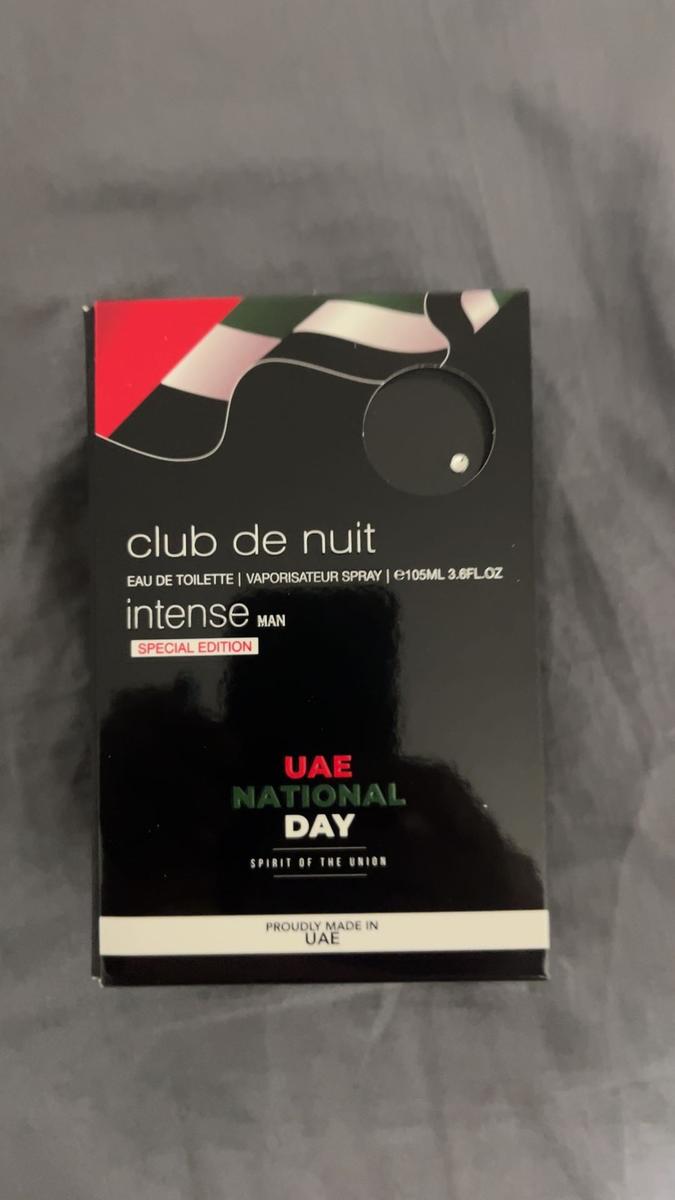 club de nuit
EAU DE TOILETTE | VAPORISATEUR SPRAY | ℮105ML 3.6FL.OZ
intense MAN
SPECIAL EDITION
UAE
NATIONAL
DAY
SPIRIT OF THE UNION
PROUDLY MADE IN
UAE